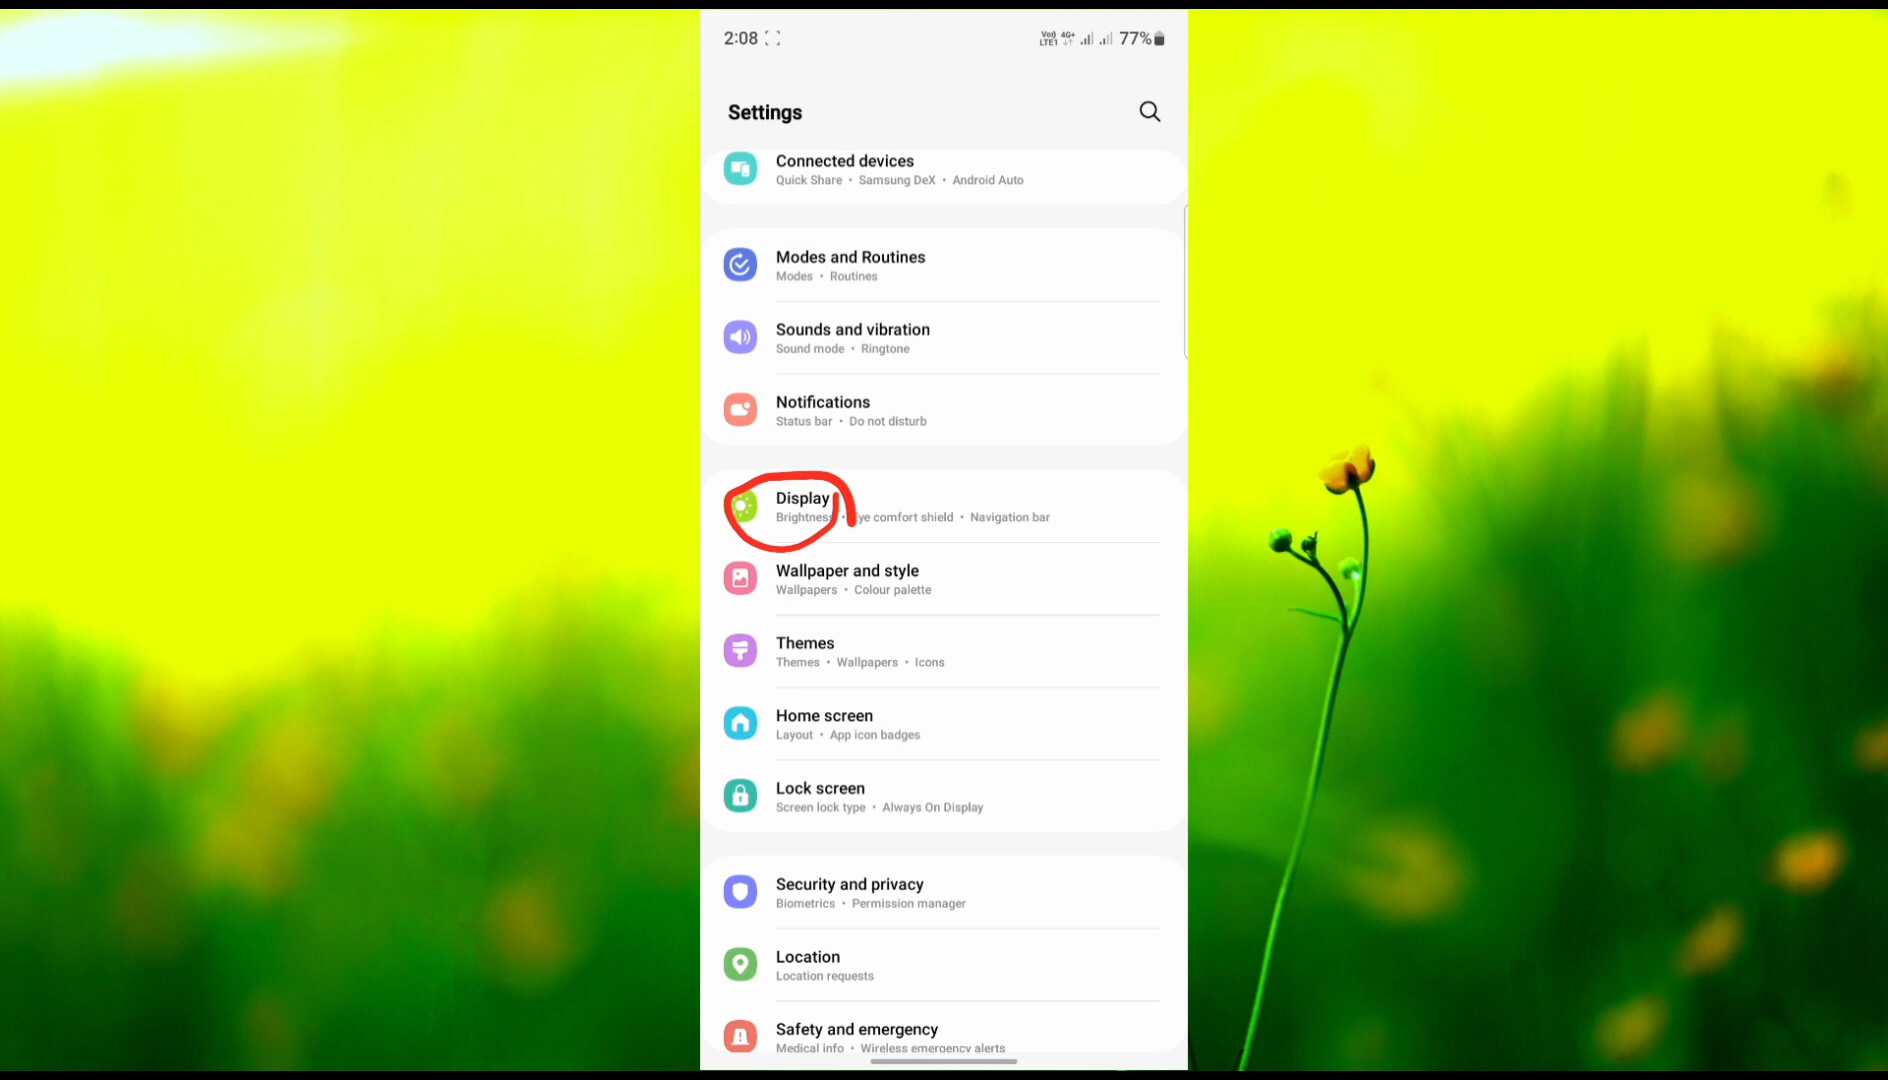 2:08 Vo)) LTE1 4G+ 77%
Settings
Connected devices
Quick Share • Samsung DeX • Android Auto
Modes and Routines
Modes • Routines
Sounds and vibration
Sound mode • Ringtone
Notifications
Status bar • Do not disturb
Display
Brightness • Eye comfort shield • Navigation bar
Wallpaper and style
Wallpapers • Colour palette
Themes
Themes • Wallpapers • Icons
Home screen
Layout • App icon badges
Lock screen
Screen lock type • Always On Display
Security and privacy
Biometrics • Permission manager
Location
Location requests
Safety and emergency
Medical info • Wireless emergency alerts